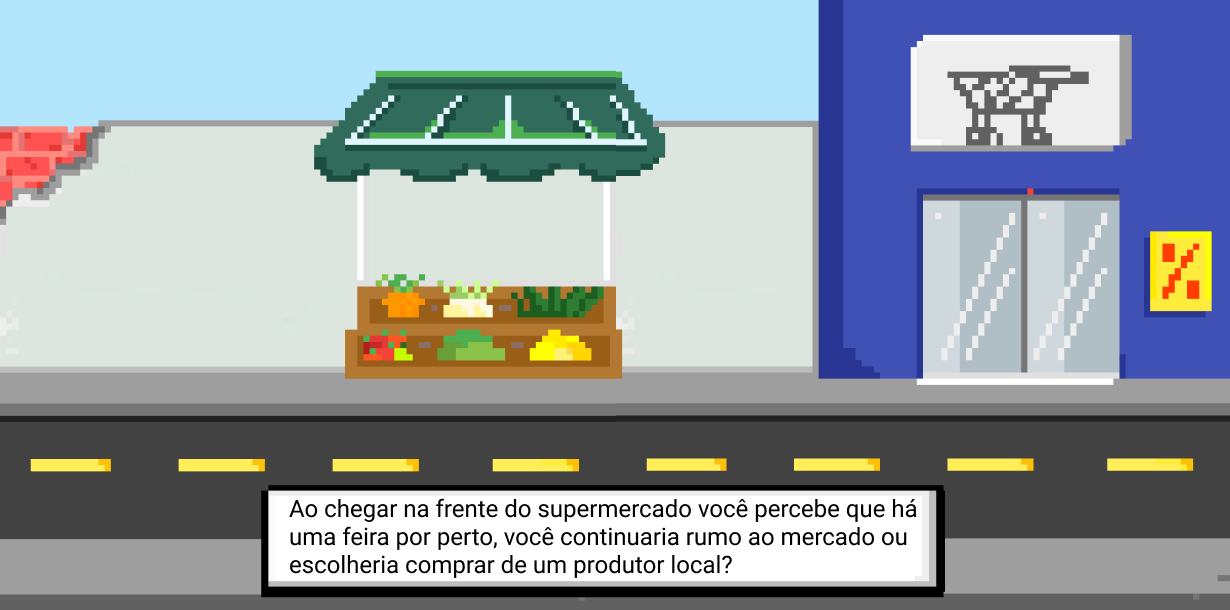 Ao chegar na frente do supermercado você percebe que há
uma feira por perto, você continuaria rumo ao mercado ou
escolheria comprar de um produtor local?
%